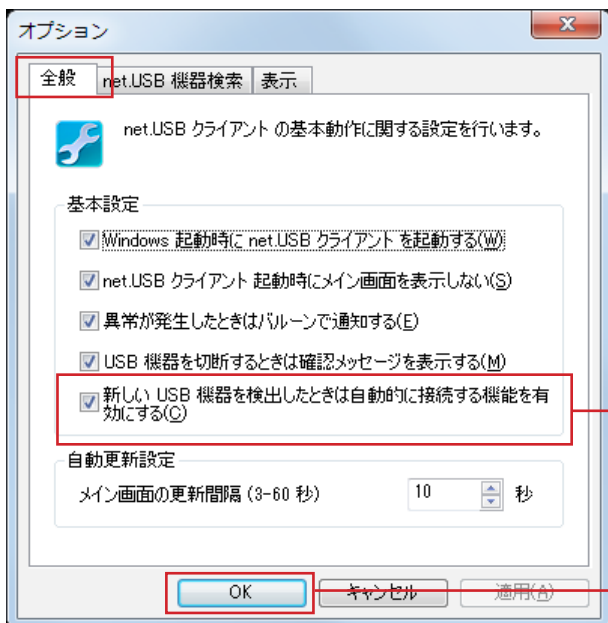 オプション
全般 net.USB 機器検索 表示
net.USB クライアント の基本動作に関する設定を行います。
基本設定
Windows 起動時に net.USB クライアント を起動する(W)
net.USB クライアント 起動時にメイン画面を表示しない(S)
異常が発生したときはバルーンで通知する(E)
USB 機器を切断するときは確認メッセージを表示する(M)
新しい USB 機器を検出したときは自動的に接続する機能を有
効にする(C)
自動更新設定
メイン画面の更新間隔 (3-60 秒) 10 秒
OK キャンセル 適用(A)